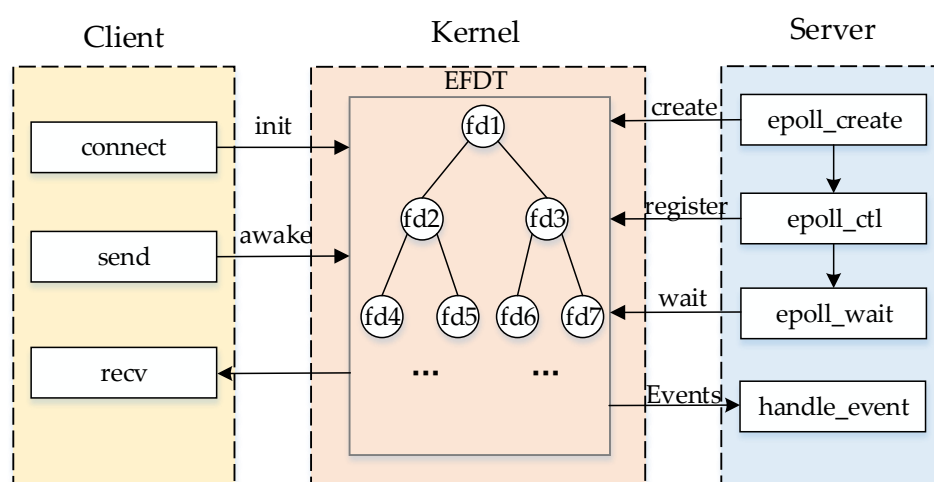 Client
Kernel
Server
EFDT
connect
init
fd1
create
epoll_create
send
awake
fd2
fd3
register
epoll_ctl
fd4
fd5
fd6
fd7
wait
epoll_wait
recv
...
...
Events
handle_event